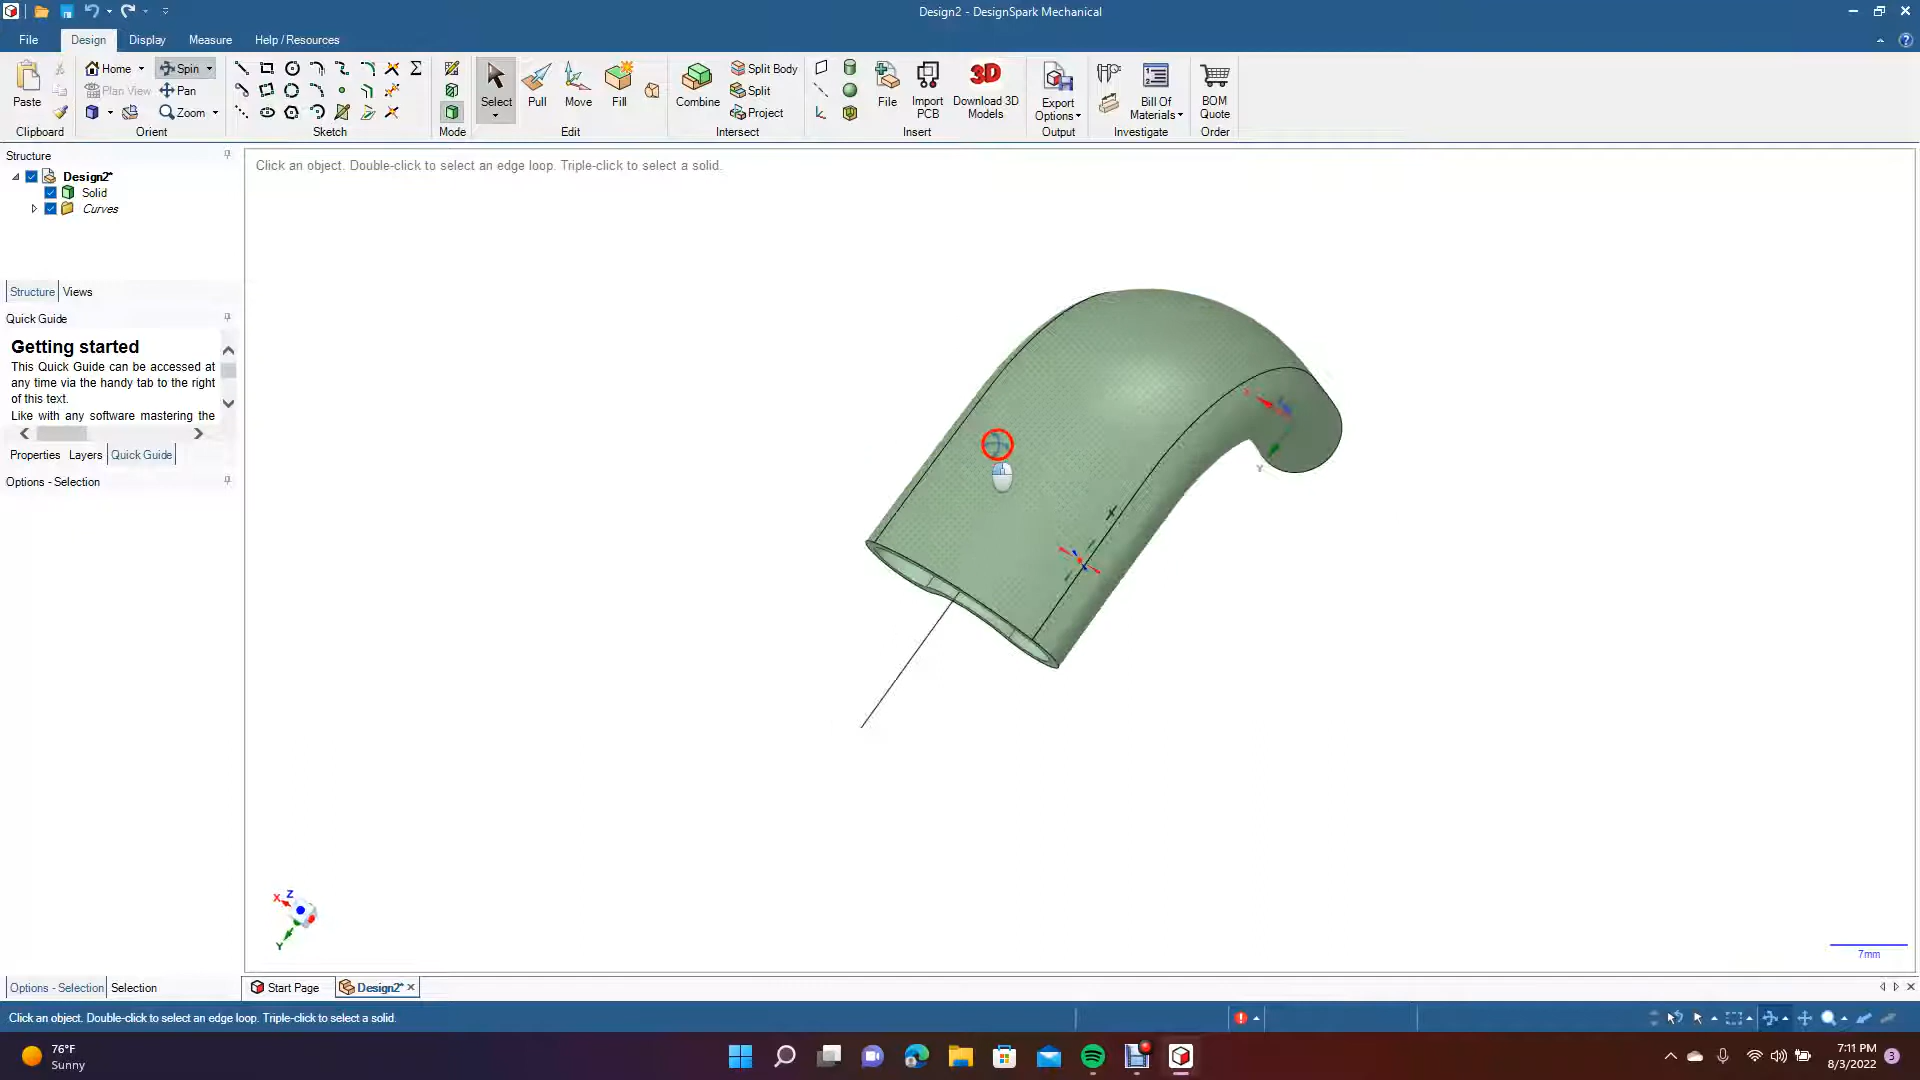 Design2 - DesignSpark Mechanical
File Design Display Measure Help / Resources
Paste
Clipboard
Home Spin
Plan View Pan
Zoom
Orient
Sketch
Mode
Select Pull Move Fill
Edit
Combine Split Body
Split
Project
Intersect
File Import PCB 3D Download 3D Models
Insert
Export Options
Output
Bill Of Materials
Investigate
BOM Quote
Order
Structure
Design2*
Solid
Curves
Structure Views
Quick Guide
Getting started
This Quick Guide can be accessed at
any time via the handy tab to the right
of this text.
Like with any software mastering the
Properties Layers Quick Guide
Options - Selection
Click an object. Double-click to select an edge loop. Triple-click to select a solid.
Y
X Z
Y
7mm
Options - Selection Selection
Start Page Design2*
Click an object. Double-click to select an edge loop. Triple-click to select a solid.
76°F
Sunny
7:11 PM
8/3/2022
3